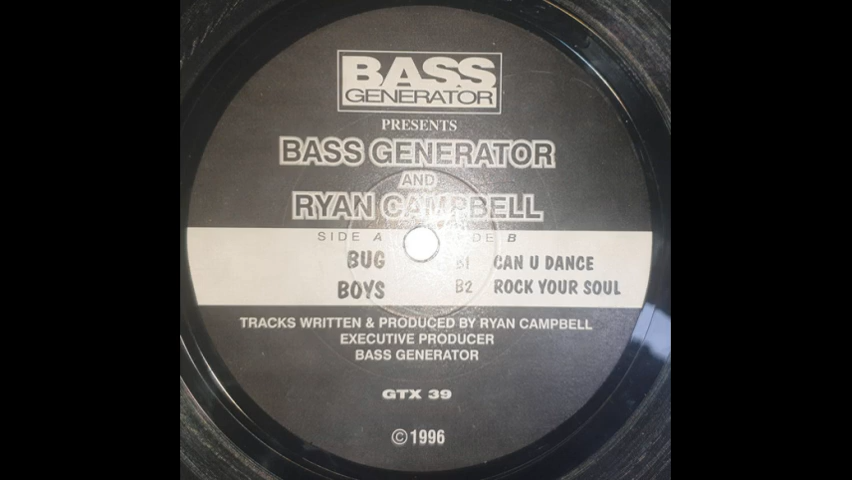 BASS
GENERATOR
PRESENTS
BASS GENERATOR
AND
RYAN CAMPBELL
SIDE A
DE B
BUG
BOYS
B1 CAN U DANCE
B2 ROCK YOUR SOUL
TRACKS WRITTEN & PRODUCED BY RYAN CAMPBELL
EXECUTIVE PRODUCER
BASS GENERATOR
GTX 39
©1996